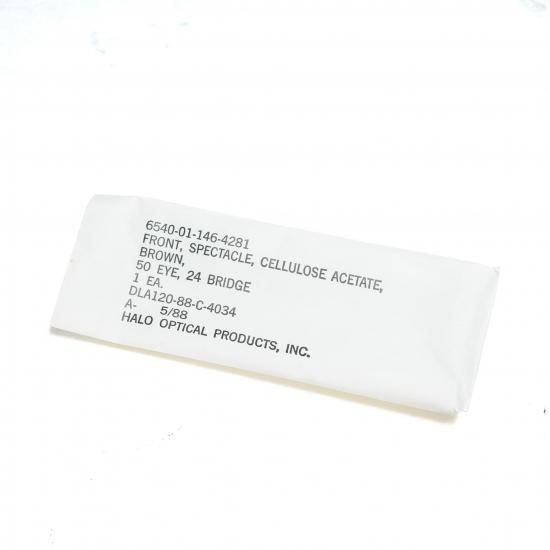 6540-01-146-4281
FRONT, SPECTACLE, CELLULOSE ACETATE,
BROWN,
50 EYE, 24 BRIDGE
1 EA.
DLA120-88-C-4034
A- 5/88
HALO OPTICAL PRODUCTS, INC.